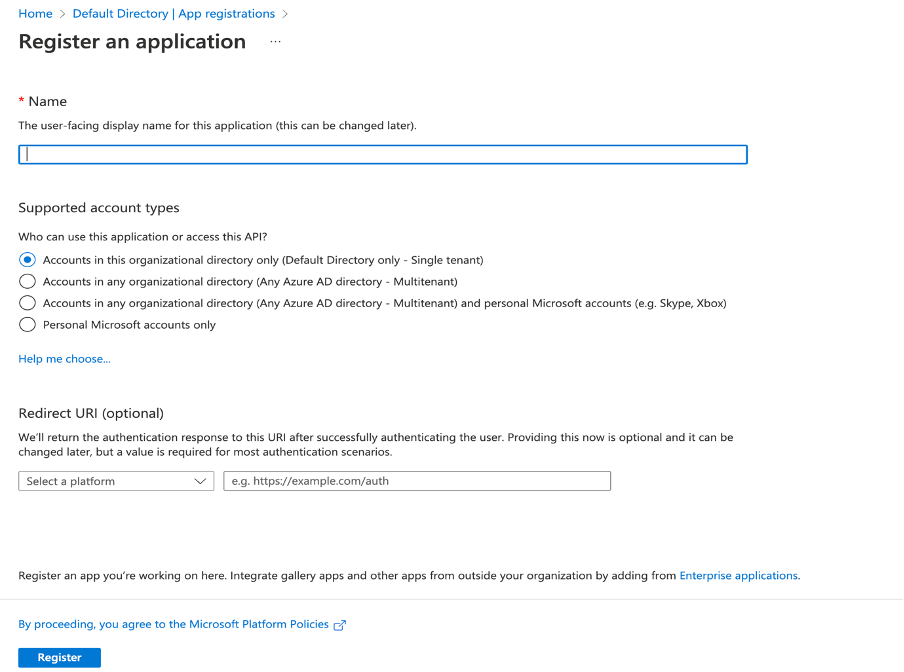 Home > Default Directory | App registrations >
Register an application ...
* Name
The user-facing display name for this application (this can be changed later).
Supported account types
Who can use this application or access this API?
Accounts in this organizational directory only (Default Directory only - Single tenant)
Accounts in any organizational directory (Any Azure AD directory - Multitenant)
Accounts in any organizational directory (Any Azure AD directory - Multitenant) and personal Microsoft accounts (e.g. Skype, Xbox)
Personal Microsoft accounts only
Help me choose...
Redirect URI (optional)
We'll return the authentication response to this URI after successfully authenticating the user. Providing this now is optional and it can be
changed later, but a value is required for most authentication scenarios.
Select a platform e.g. https://example.com/auth
Register an app you're working on here. Integrate gallery apps and other apps from outside your organization by adding from Enterprise applications.
By proceeding, you agree to the Microsoft Platform Policies
Register